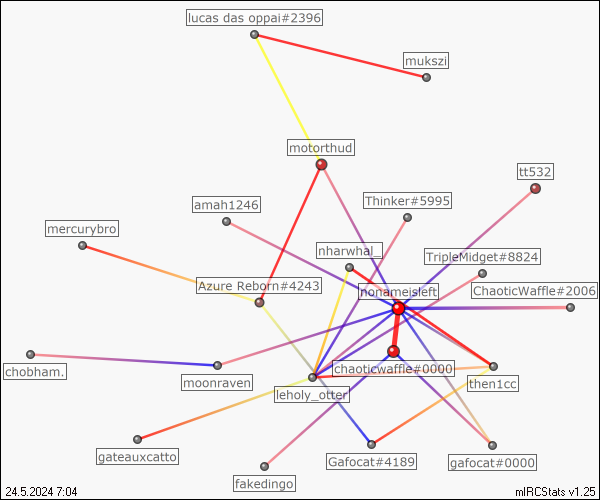 lucas das oppai#2396
mukszi
motorthud
tt532
Thinker#5995
amah1246
mercurybro
nharwhal_
TripleMidget#8824
Azure Reborn#4243
nonameisleft
ChaoticWaffle#2006
chobham.
moonraven
chaoticwaffle#0000
then1cc
leholy_otter
gateauxcatto
Gafocat#4189
gafocat#0000
fakedingo
24.5.2024 7:04
mIRCStats v1.25